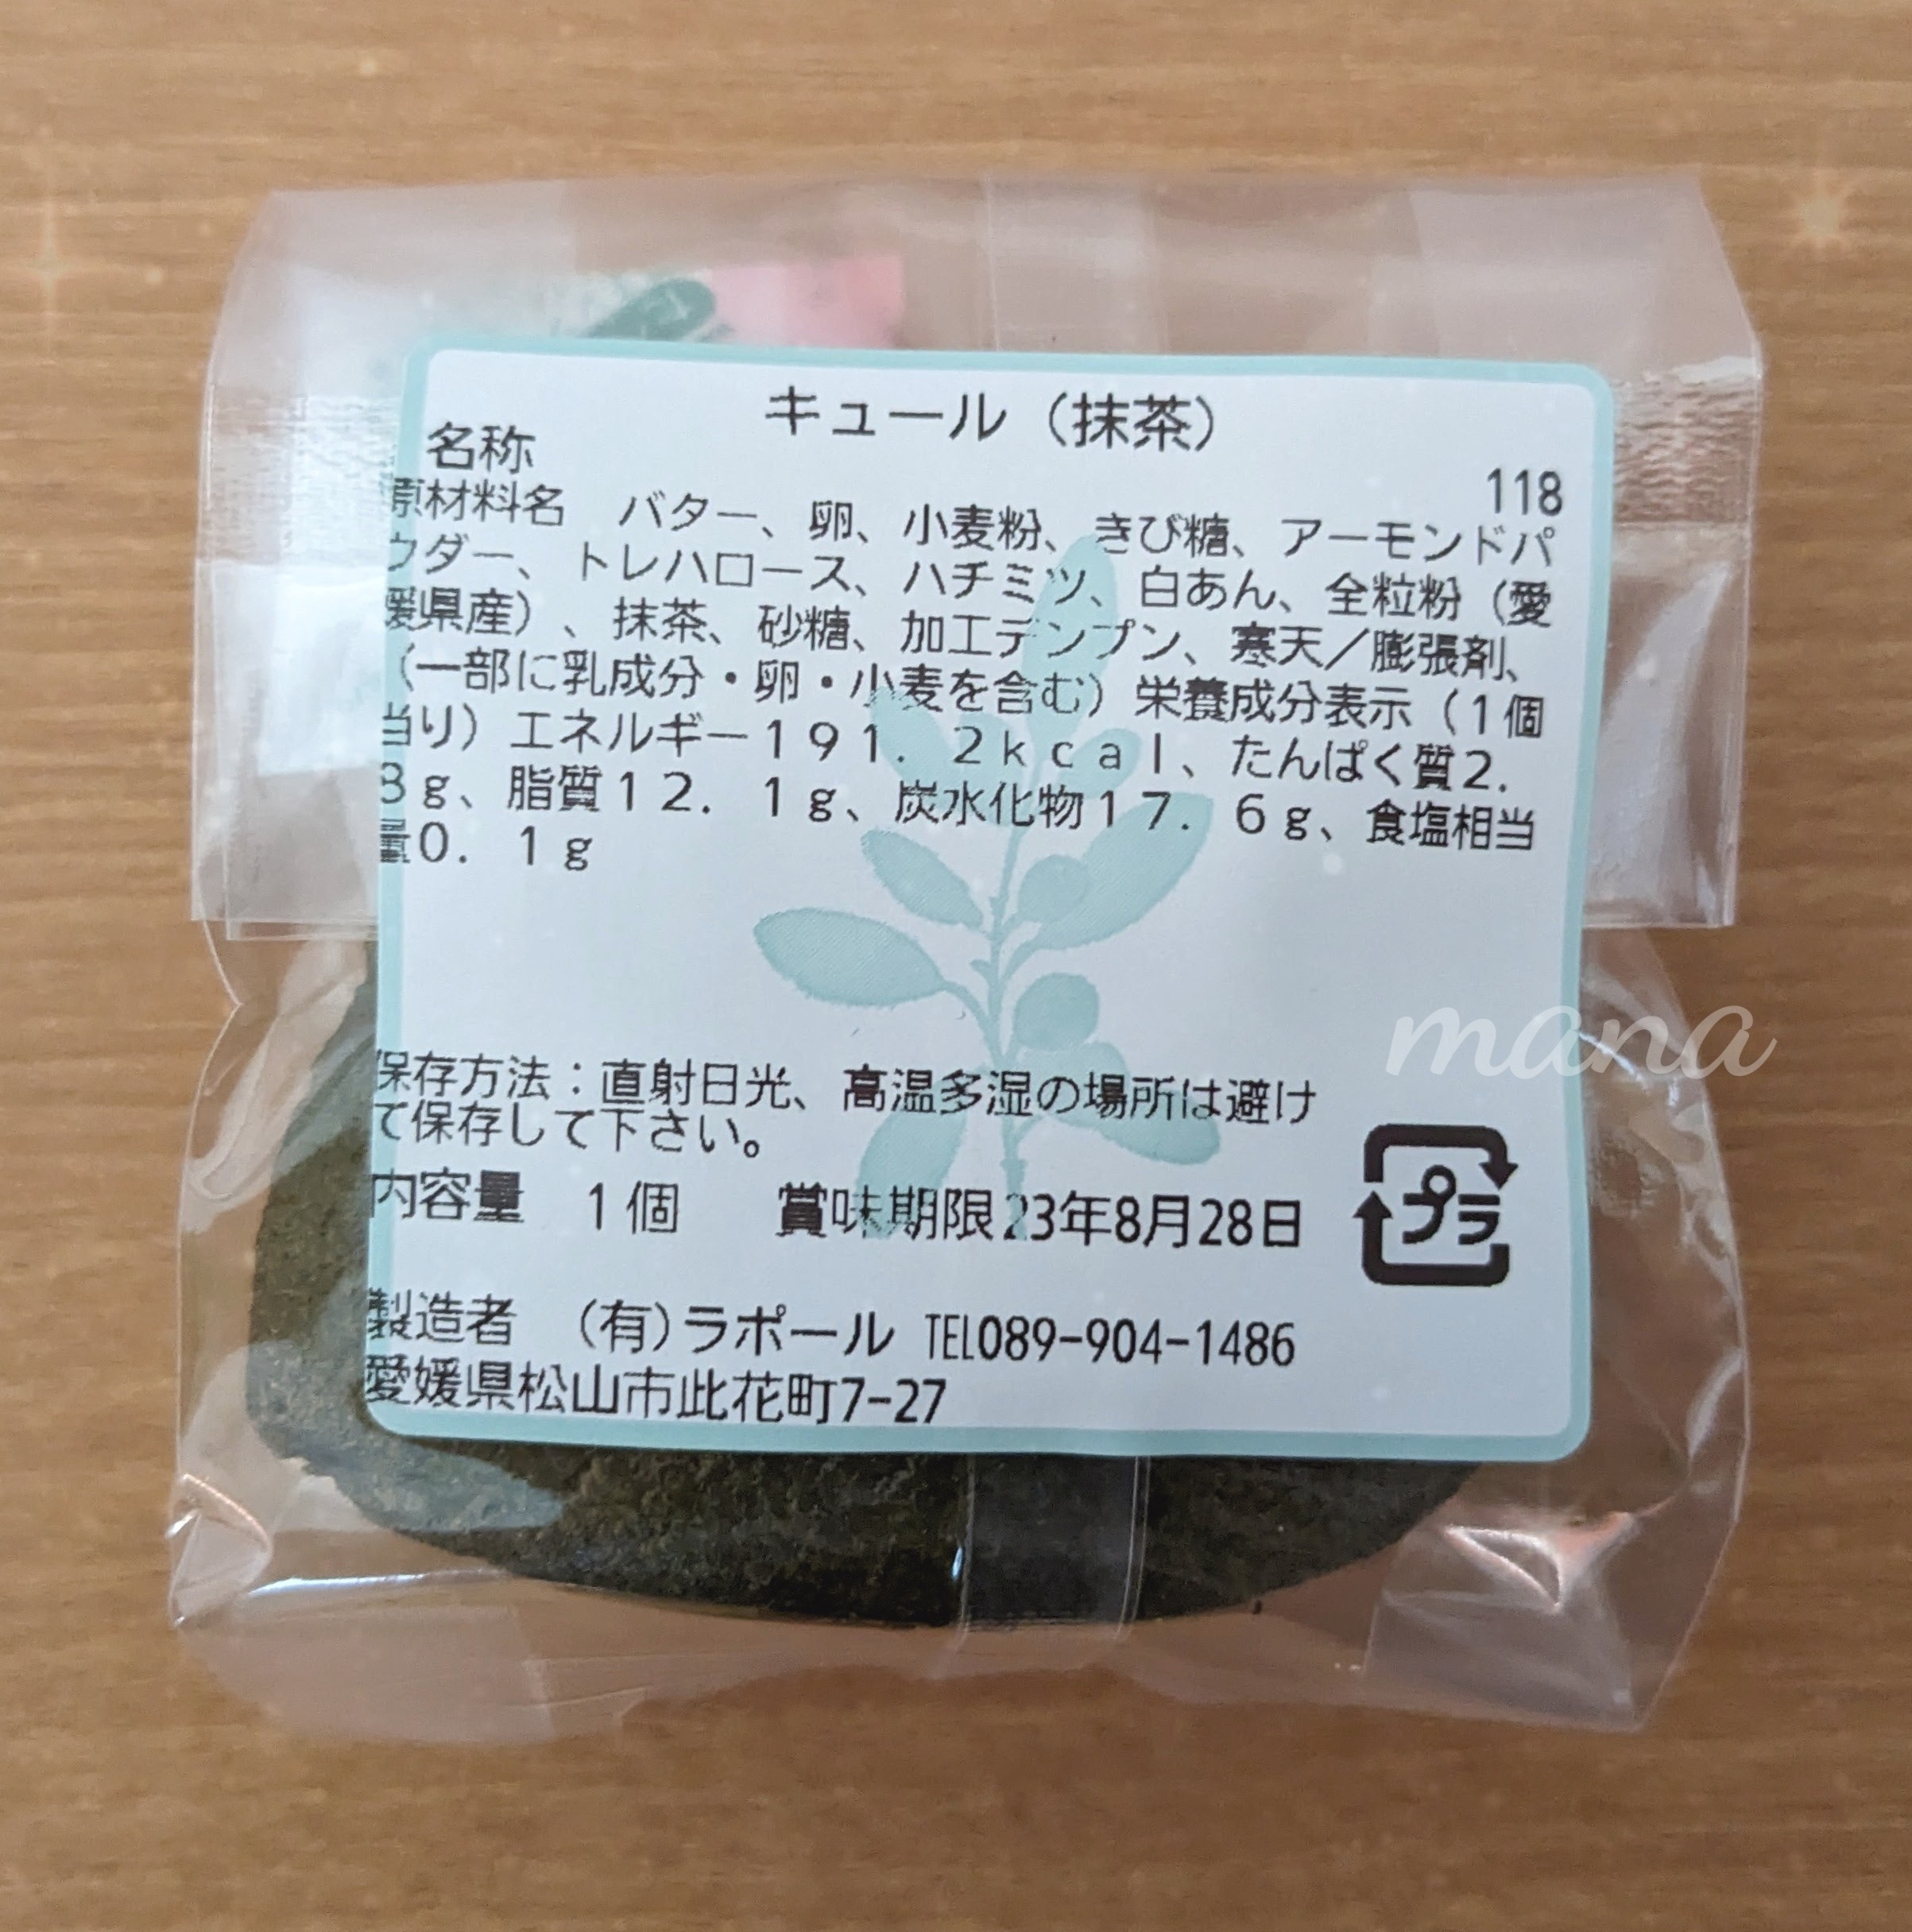 キュール（抹茶）
名称
118
原材料名　バター、卵、小麦粉、きび糖、アーモンドパ
ウダー、トレハロース、ハチミツ、白あん、全粒粉（愛
媛県産）、抹茶、砂糖、加工デンプン、寒天／膨張剤、
（一部に乳成分・卵・小麦を含む）栄養成分表示（1個
当り）エネルギー１９１．２ｋｃａｌ、たんぱく質２．
３ｇ、脂質１２．１ｇ、炭水化物１７．６ｇ、食塩相当
量０．１ｇ
mana
保存方法：直射日光、高温多湿の場所は避け
て保存して下さい。
内容量　1個　賞味期限23年8月28日
プラ
製造者　（有）ラポール TEL089-904-1486
愛媛県松山市此花町7-27